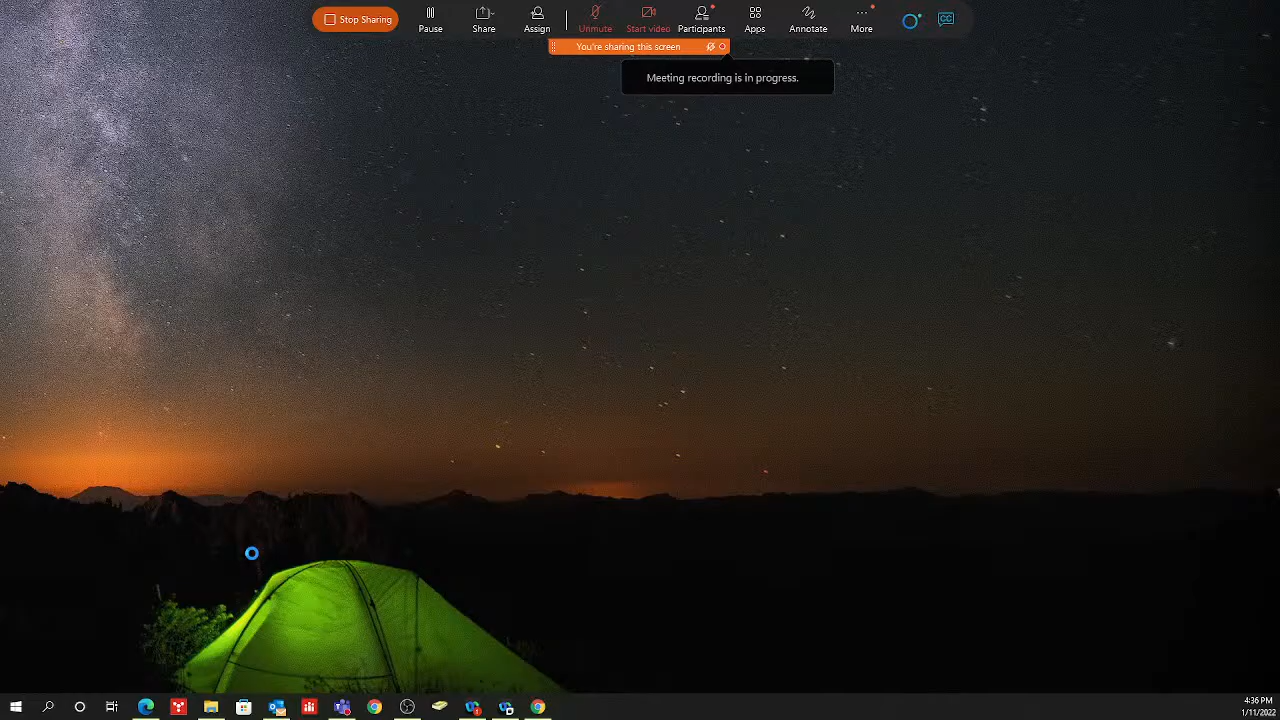 Stop Sharing
Pause
Share
Assign
Unmute
Start video
Participants
Apps
Annotate
More
CC
You're sharing this screen
Meeting recording is in progress.
4:36 PM
1/11/2022